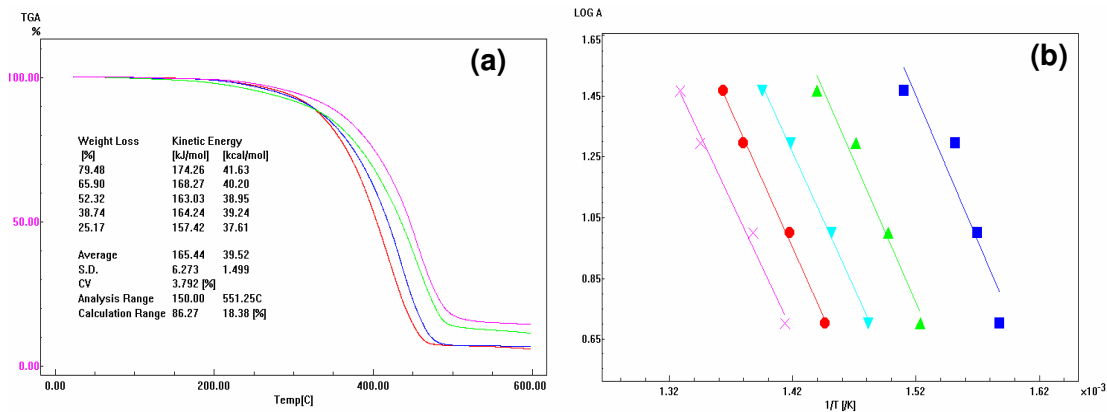 TGA
%
(a)
100.00
50.00
0.00
Weight Loss Kinetic Energy
[%] [kJ/mol] [kcal/mol]
79.48 174.26 41.63
65.90 168.27 40.20
52.32 163.03 38.95
38.74 164.24 39.24
25.17 157.42 37.61
Average 165.44 39.52
S.D. 6.273 1.499
CV 3.792 [%]
Analysis Range 150.00 551.25C
Calculation Range 86.27 18.38 [%]
0.00 200.00 400.00 600.00
Temp[C]
LOG A
(b)
1.65
1.45
1.25
1.05
0.85
0.65
1.32 1.42 1.52 1.62 ×10⁻³
1/T [/K]